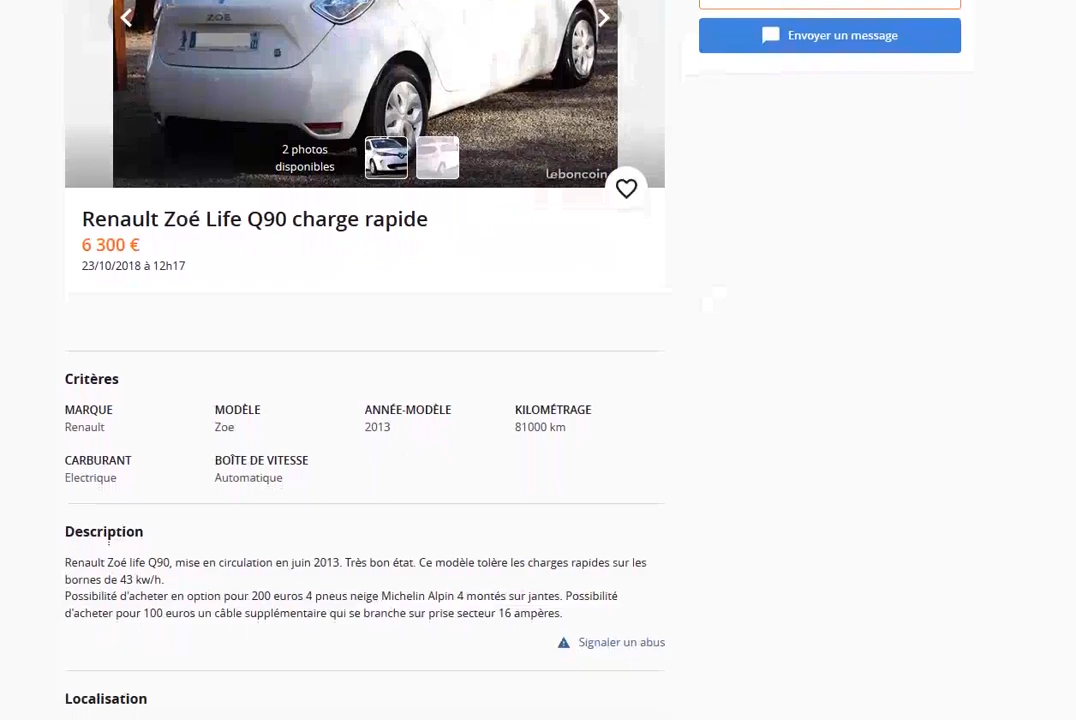 ZOE
Envoyer un message
2 photos
disponibles
leboncoin
Renault Zoé Life Q90 charge rapide
6 300 €
23/10/2018 à 12h17
Critères
MARQUE MODÈLE ANNÉE-MODÈLE KILOMÉTRAGE
Renault Zoe 2013 81000 km
CARBURANT BOÎTE DE VITESSE
Electrique Automatique
Description
Renault Zoé life Q90, mise en circulation en juin 2013. Très bon état. Ce modèle tolère les charges rapides sur les
bornes de 43 kw/h.
Possibilité d'acheter en option pour 200 euros 4 pneus neige Michelin Alpin 4 montés sur jantes. Possibilité
d'acheter pour 100 euros un câble supplémentaire qui se branche sur prise secteur 16 ampères.
Signaler un abus
Localisation